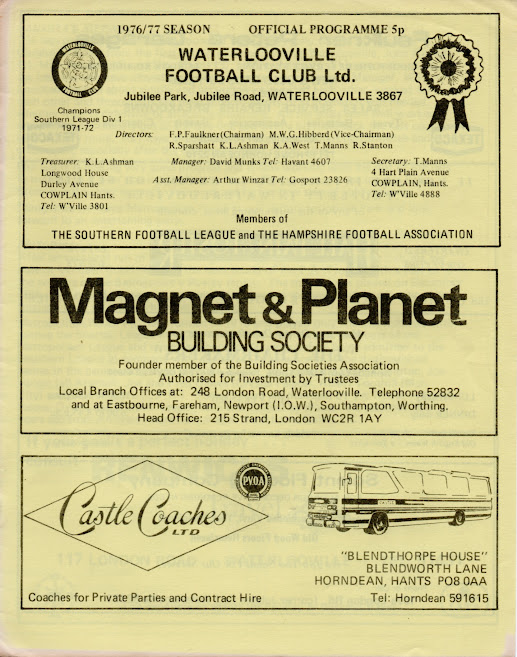 1976/77 SEASON OFFICIAL PROGRAMME 5p
WATERLOOVILLE
FOOTBALL CLUB Ltd.
Jubilee Park, Jubilee Road, WATERLOOVILLE 3867
WATERLOOVILLE
FOOTBALL CLUB
Champions
Southern League Div 1
1971-72
Directors: F.P.Faulkner(Chairman) M.W.G.Hibberd(Vice-Chairman)
R.Sparshatt K.L.Ashman K.A.West T.Manns R.Stanton
Treasurer: K.L.Ashman
Longwood House
Durley Avenue
COWPLAIN Hants.
Tel: W'Ville 3801
Manager: David Munks Tel: Havant 4607
Asst. Manager: Arthur Winzar Tel: Gosport 23826
Secretary: T.Manns
4 Hart Plain Avenue
COWPLAIN, Hants.
Tel: W'Ville 4888
Members of
THE SOUTHERN FOOTBALL LEAGUE and THE HAMPSHIRE FOOTBALL ASSOCIATION
Magnet & Planet
BUILDING SOCIETY
Founder member of the Building Societies Association
Authorised for Investment by Trustees
Local Branch Offices at: 248 London Road, Waterlooville. Telephone 52832
and at Eastbourne, Fareham, Newport (I.O.W.), Southampton, Worthing.
Head Office: 215 Strand, London WC2R 1AY
PVOA
Castle Coaches
LTD
"BLENDTHORPE HOUSE"
BLENDWORTH LANE
HORNDEAN, HANTS PO8 0AA
Coaches for Private Parties and Contract Hire Tel: Horndean 591615